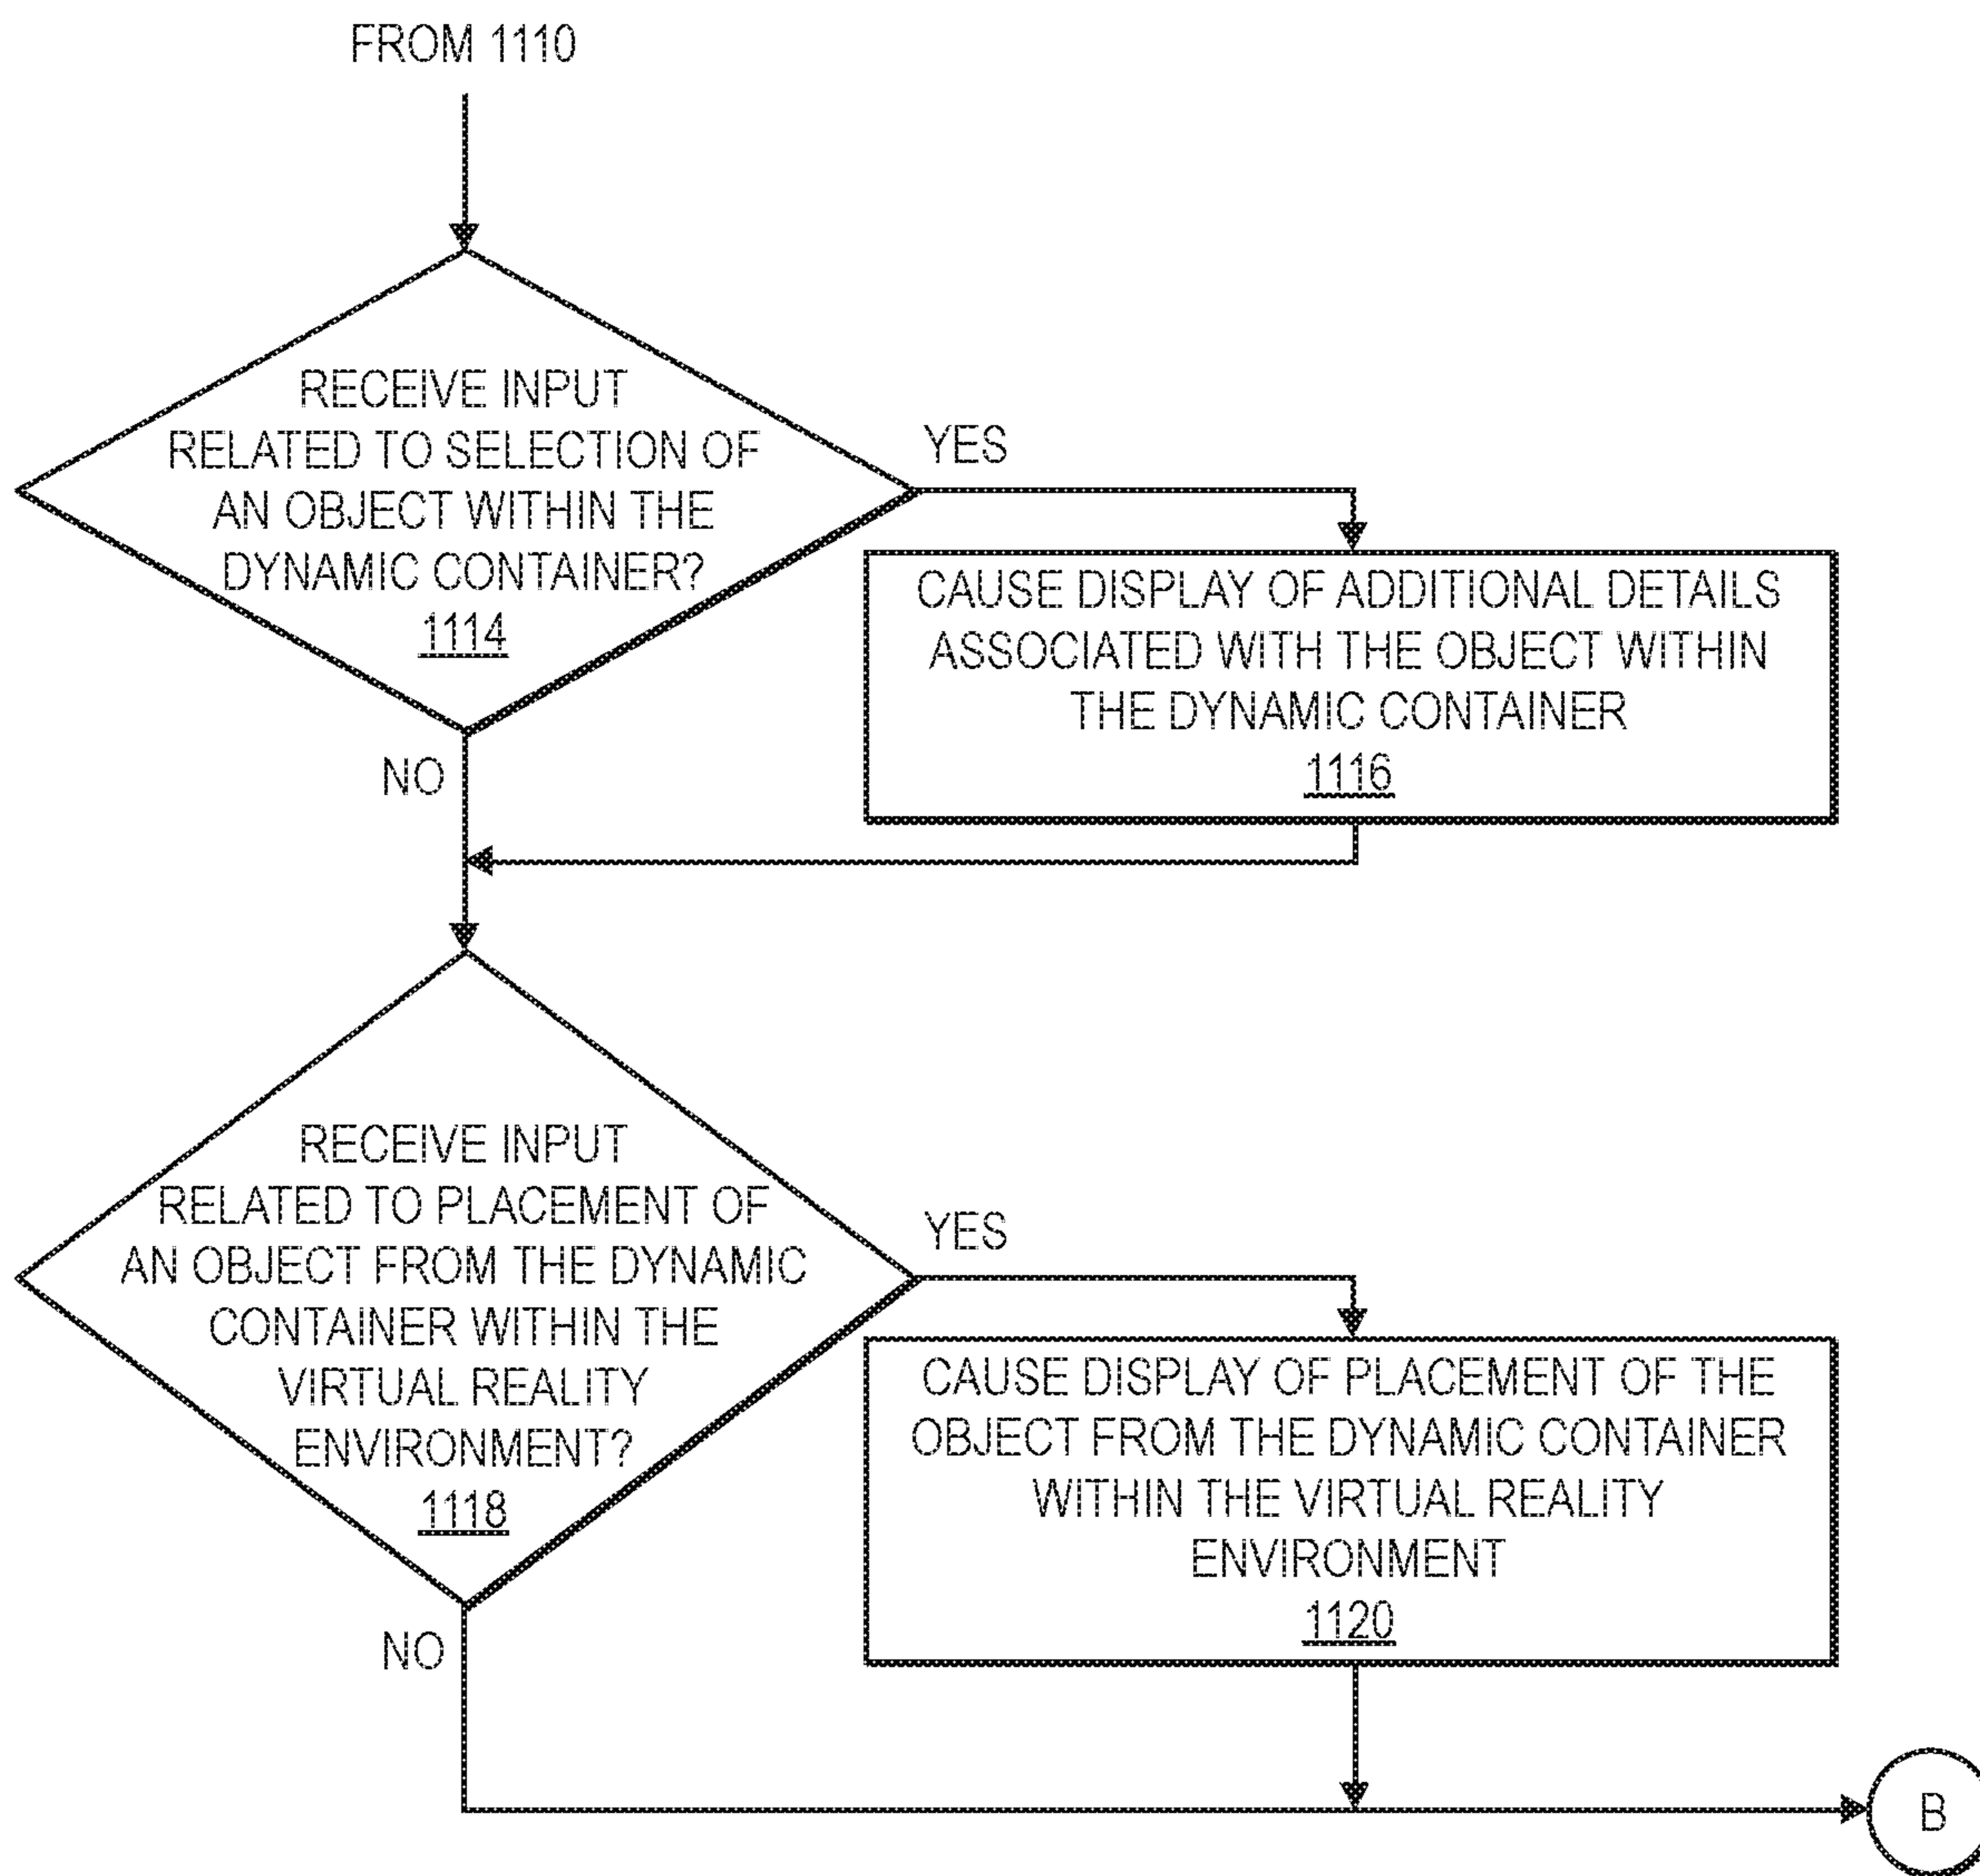 FROM 1110
RECEIVE INPUT
RELATED TO SELECTION OF
AN OBJECT WITHIN THE
DYNAMIC CONTAINER?
1114
YES
CAUSE DISPLAY OF ADDITIONAL DETAILS
ASSOCIATED WITH THE OBJECT WITHIN
THE DYNAMIC CONTAINER
1116
NO
RECEIVE INPUT
RELATED TO PLACEMENT OF
AN OBJECT FROM THE DYNAMIC
CONTAINER WITHIN THE
VIRTUAL REALITY
ENVIRONMENT?
1118
YES
CAUSE DISPLAY OF PLACEMENT OF THE
OBJECT FROM THE DYNAMIC CONTAINER
WITHIN THE VIRTUAL REALITY
ENVIRONMENT
1120
NO
B